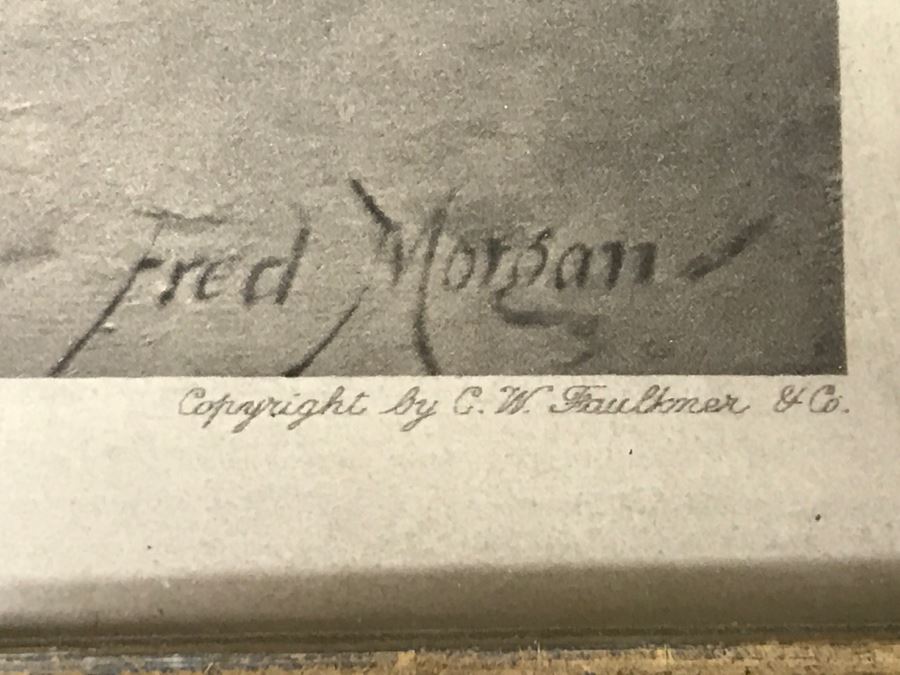 Fred Morgan
Copyright by C. W. Faulkner & Co.